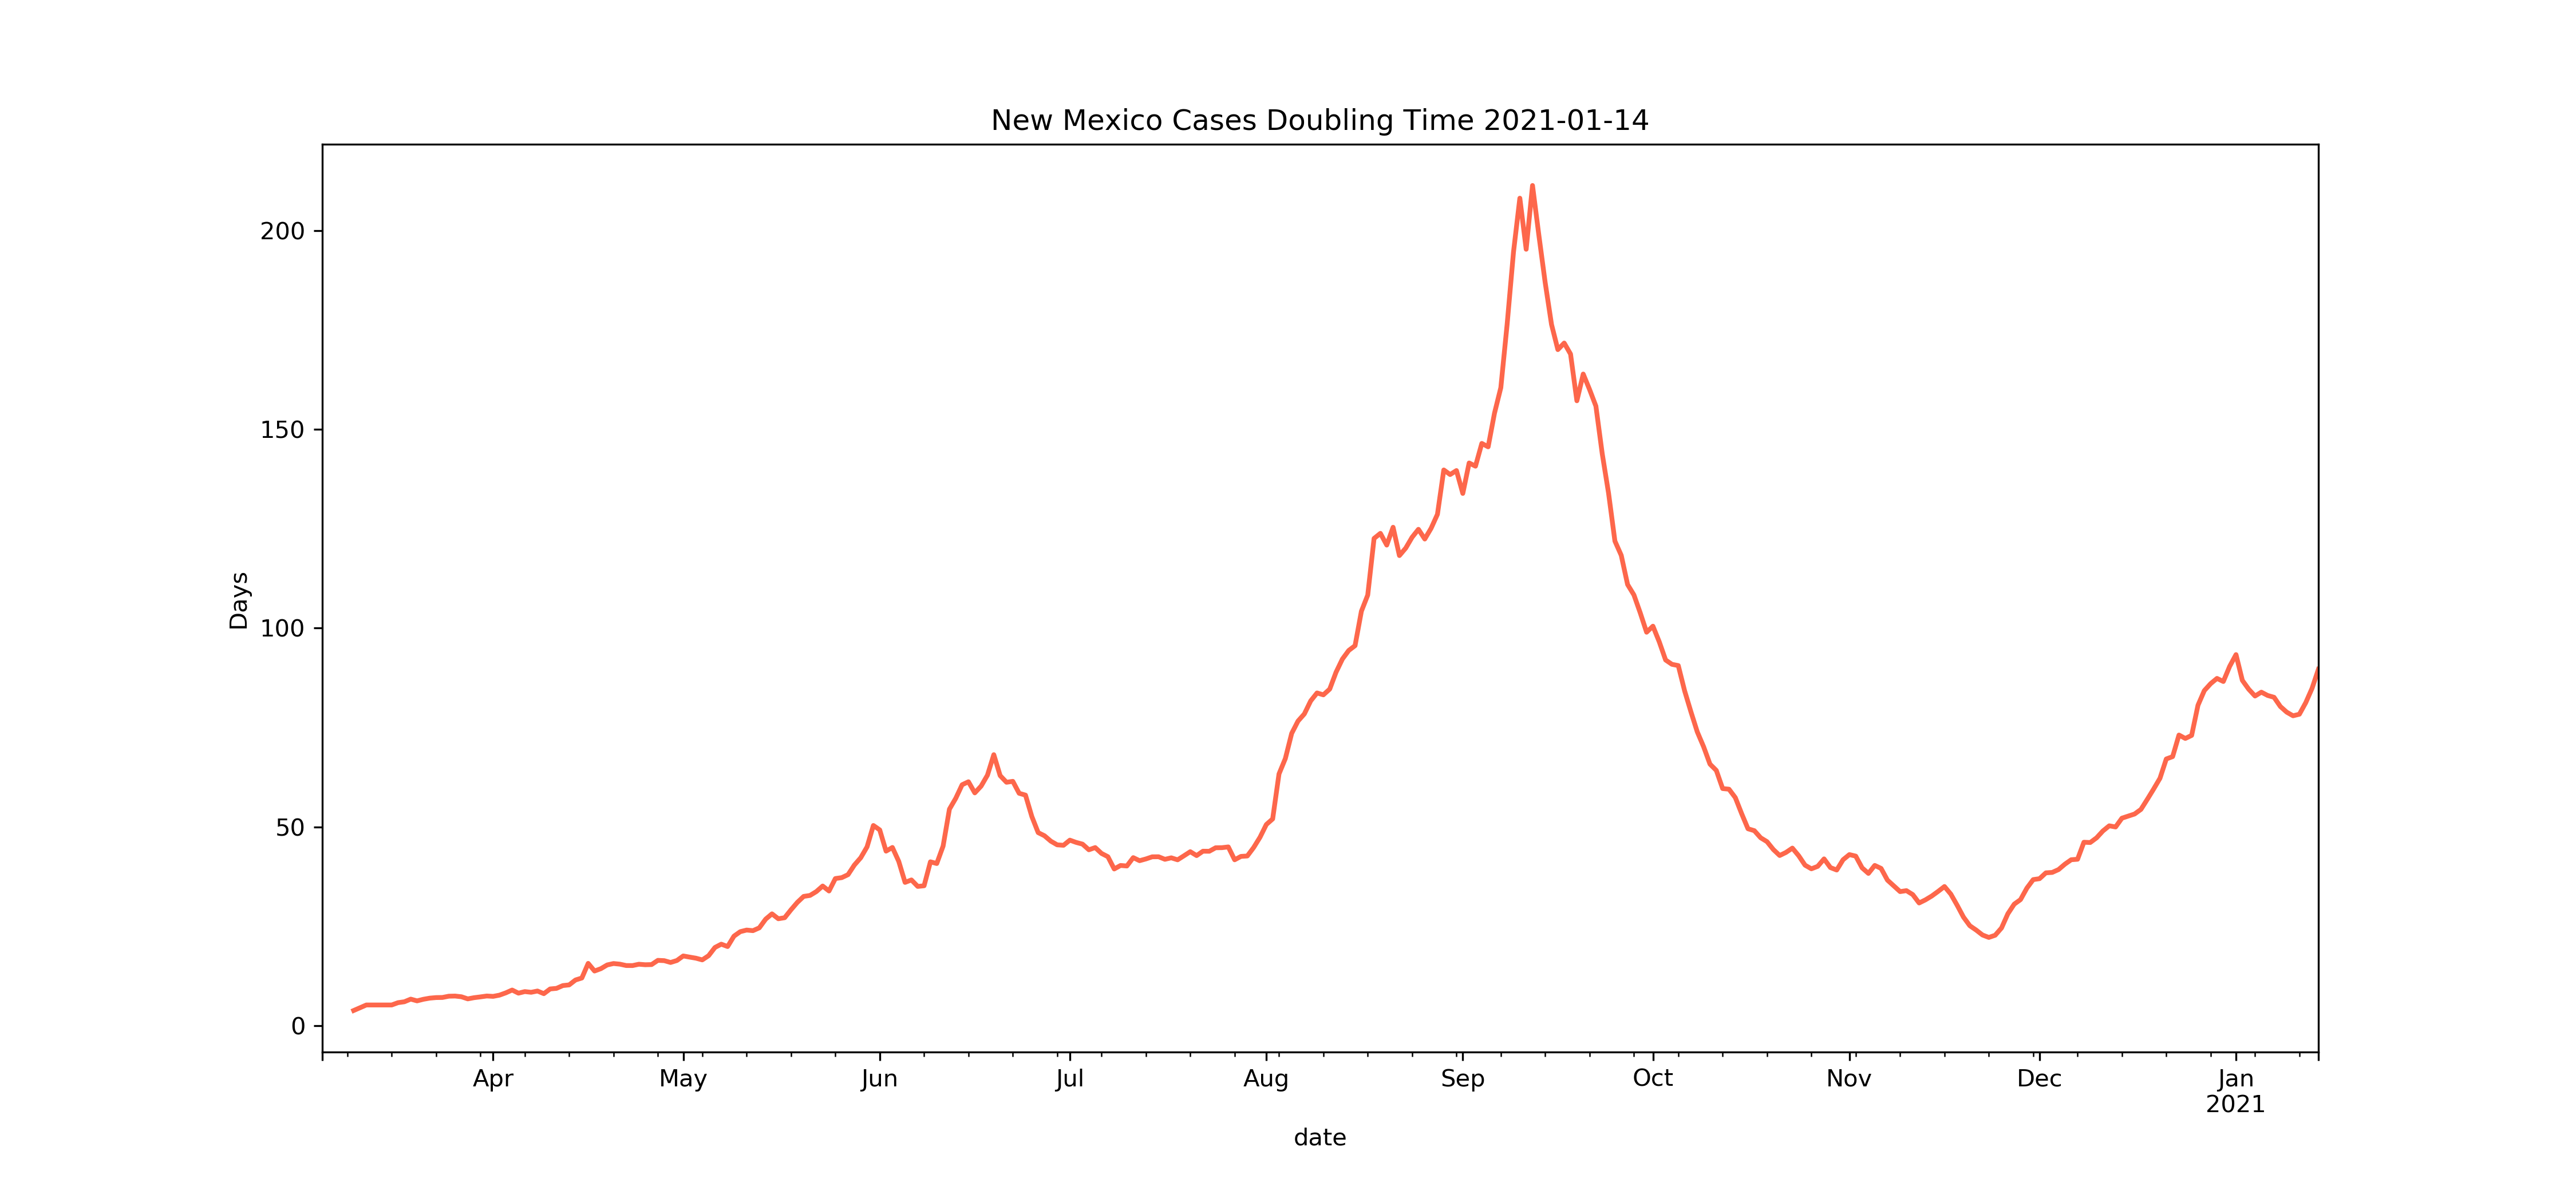 New Mexico Cases Doubling Time 2021-01-14
200
150
100
50
0
Days
Apr May Jun Jul Aug Sep Oct Nov Dec Jan
2021
date